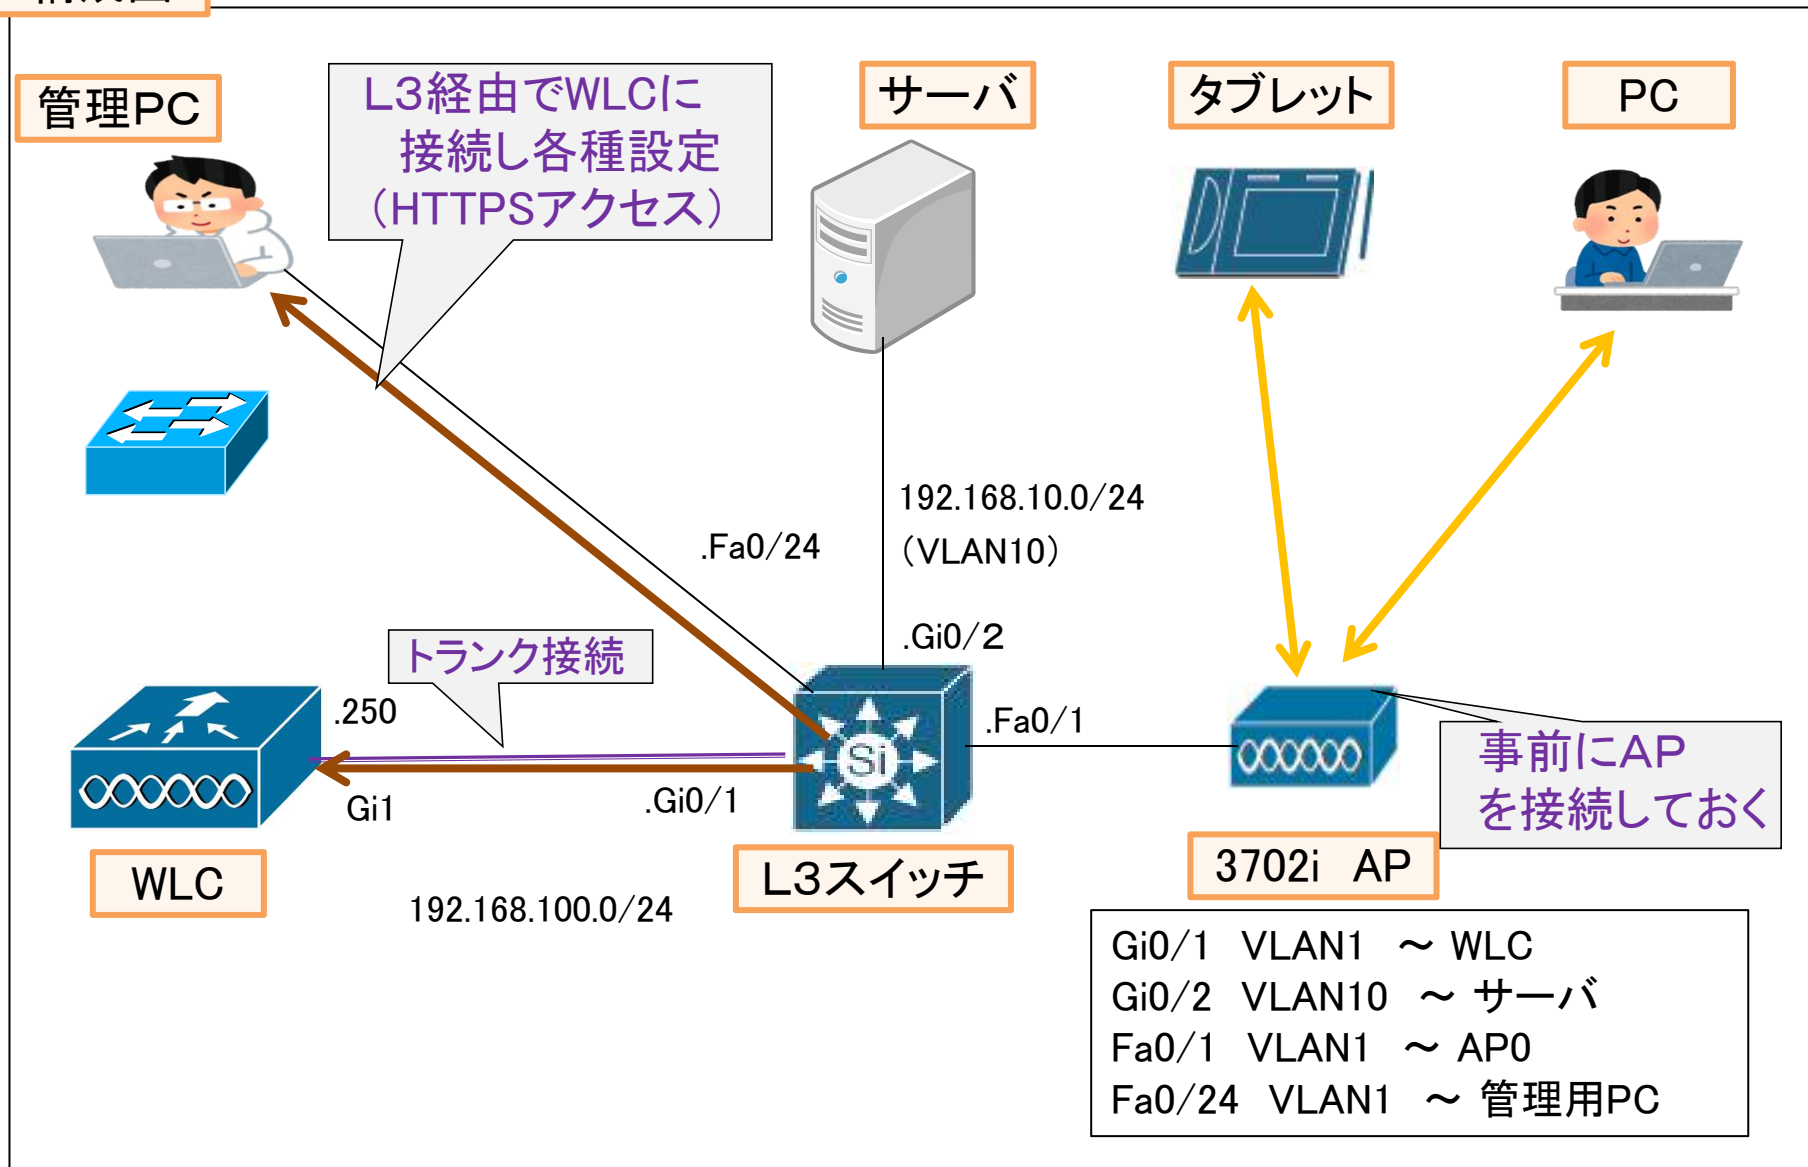 管理PC
L3経由でWLCに
接続し各種設定
(HTTPSアクセス)
サーバ
タブレット
PC
192.168.10.0/24
(VLAN10)
.Fa0/24
.Gi0/2
トランク接続
.250
.Fa0/1
Si
Gi1
.Gi0/1
事前にAP
を接続しておく
WLC
L3スイッチ
3702i AP
192.168.100.0/24
Gi0/1 VLAN1 ～ WLC
Gi0/2 VLAN10 ～ サーバ
Fa0/1 VLAN1 ～ AP0
Fa0/24 VLAN1 ～ 管理用PC